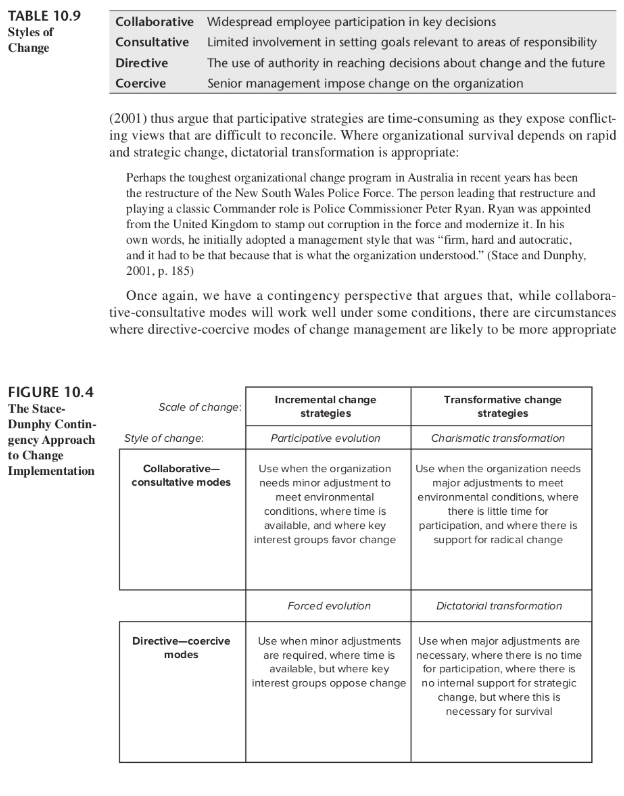 TABLE 10.9
Styles of
Change
Collaborative Widespread employee participation in key decisions
Consultative Limited involvement in setting goals relevant to areas of responsibility
Directive The use of authority in reaching decisions about change and the future
Coercive Senior management impose change on the organization
(2001) thus argue that participative strategies are time-consuming as they expose conflict-
ing views that are difficult to reconcile. Where organizational survival depends on rapid
and strategic change, dictatorial transformation is appropriate:
Perhaps the toughest organizational change program in Australia in recent years has been
the restructure of the New South Wales Police Force. The person leading that restructure and
playing a classic Commander role is Police Commissioner Peter Ryan. Ryan was appointed
from the United Kingdom to stamp out corruption in the force and modernize it. In his
own words, he initially adopted a management style that was “firm, hard and autocratic,
and it had to be that because that is what the organization understood.” (Stace and Dunphy,
2001, p. 185)
Once again, we have a contingency perspective that argues that, while collabora-
tive-consultative modes will work well under some conditions, there are circumstances
where directive-coercive modes of change management are likely to be more appropriate
FIGURE 10.4
The Stace-
Dunphy Contin-
gency Approach
to Change
Implementation
Scale of change:
Incremental change
strategies
Transformative change
strategies
Style of change:
Participative evolution
Charismatic transformation
Collaborative—
consultative modes
Use when the organization
needs minor adjustment to
meet environmental
conditions, where time is
available, and where key
interest groups favor change
Use when the organization needs
major adjustments to meet
environmental conditions, where
there is little time for
participation, and where there is
support for radical change
Forced evolution
Dictatorial transformation
Directive—coercive
modes
Use when minor adjustments
are required, where time is
available, but where key
interest groups oppose change
Use when major adjustments are
necessary, where there is no time
for participation, where there is
no internal support for strategic
change, but where this is
necessary for survival